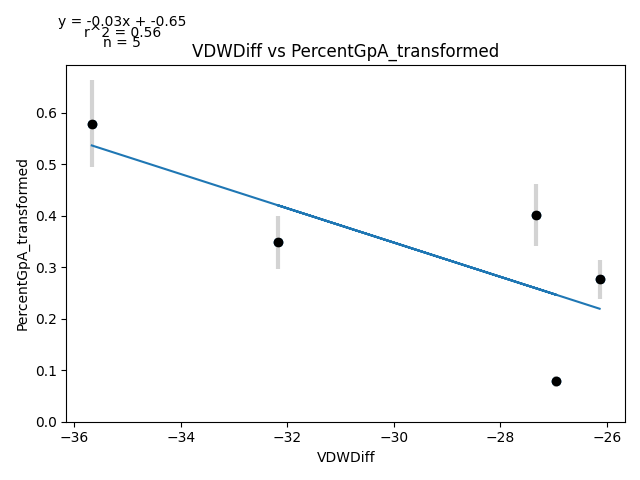 y = -0.03x + -0.65
r^2 = 0.56
n = 5
VDWDiff vs PercentGpA_transformed
PercentGpA_transformed
0.6
0.5
0.4
0.3
0.2
0.1
0.0
−36
−34
−32
−30
−28
−26
VDWDiff